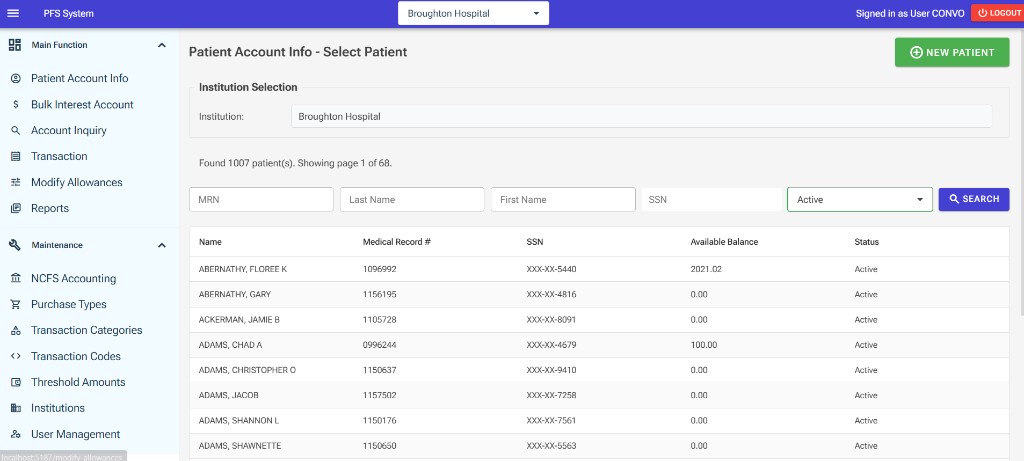 PFS System
Broughton Hospital
Signed in as User CONVO
LOGOUT
Main Function
Patient Account Info
Bulk Interest Account
Account Inquiry
Transaction
Modify Allowances
Reports
Maintenance
NCFS Accounting
Purchase Types
Transaction Categories
Transaction Codes
Threshold Amounts
Institutions
User Management
localhost:5187/modify-allowances
Patient Account Info - Select Patient
NEW PATIENT
Institution Selection
Institution: Broughton Hospital
Found 1007 patient(s). Showing page 1 of 68.
MRN Last Name First Name SSN Active SEARCH
Name Medical Record # SSN Available Balance Status
ABERNATHY, FLOREE K 1096992 XXX-XX-5440 2021.02 Active
ABERNATHY, GARY 1156195 XXX-XX-4816 0.00 Active
ACKERMAN, JAMIE B 1105728 XXX-XX-8091 0.00 Active
ADAMS, CHAD A 0996244 XXX-XX-4679 100.00 Active
ADAMS, CHRISTOPHER O 1150637 XXX-XX-9410 0.00 Active
ADAMS, JACOB 1157502 XXX-XX-7258 0.00 Active
ADAMS, SHANNON L 1150176 XXX-XX-7561 0.00 Active
ADAMS, SHAWNETTE 1150650 XXX-XX-5563 0.00 Active